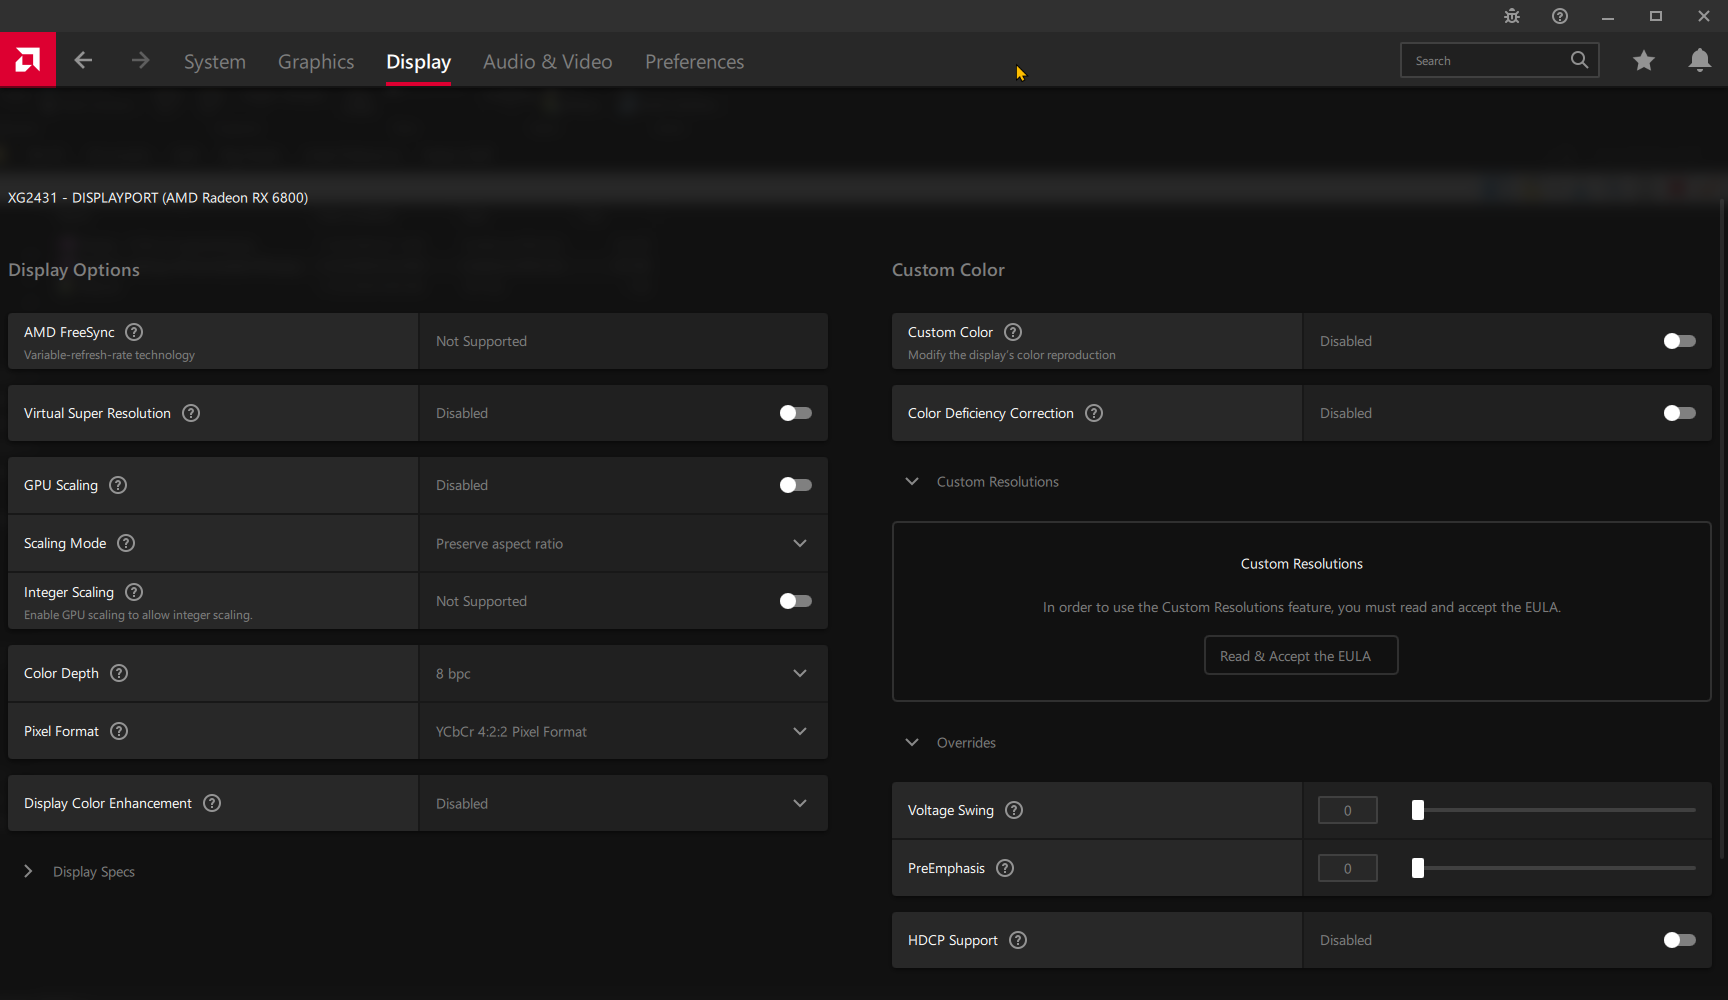 System Graphics Display Audio & Video Preferences Search
XG2431 - DISPLAYPORT (AMD Radeon RX 6800)
Display Options
AMD FreeSync
Variable-refresh-rate technology
Not Supported
Virtual Super Resolution
Disabled
GPU Scaling
Disabled
Scaling Mode
Preserve aspect ratio
Integer Scaling
Enable GPU scaling to allow integer scaling.
Not Supported
Color Depth
8 bpc
Pixel Format
YCbCr 4:2:2 Pixel Format
Display Color Enhancement
Disabled
Display Specs
Custom Color
Custom Color
Modify the display's color reproduction
Disabled
Color Deficiency Correction
Disabled
Custom Resolutions
Custom Resolutions
In order to use the Custom Resolutions feature, you must read and accept the EULA.
Read & Accept the EULA
Overrides
Voltage Swing
0
PreEmphasis
0
HDCP Support
Disabled